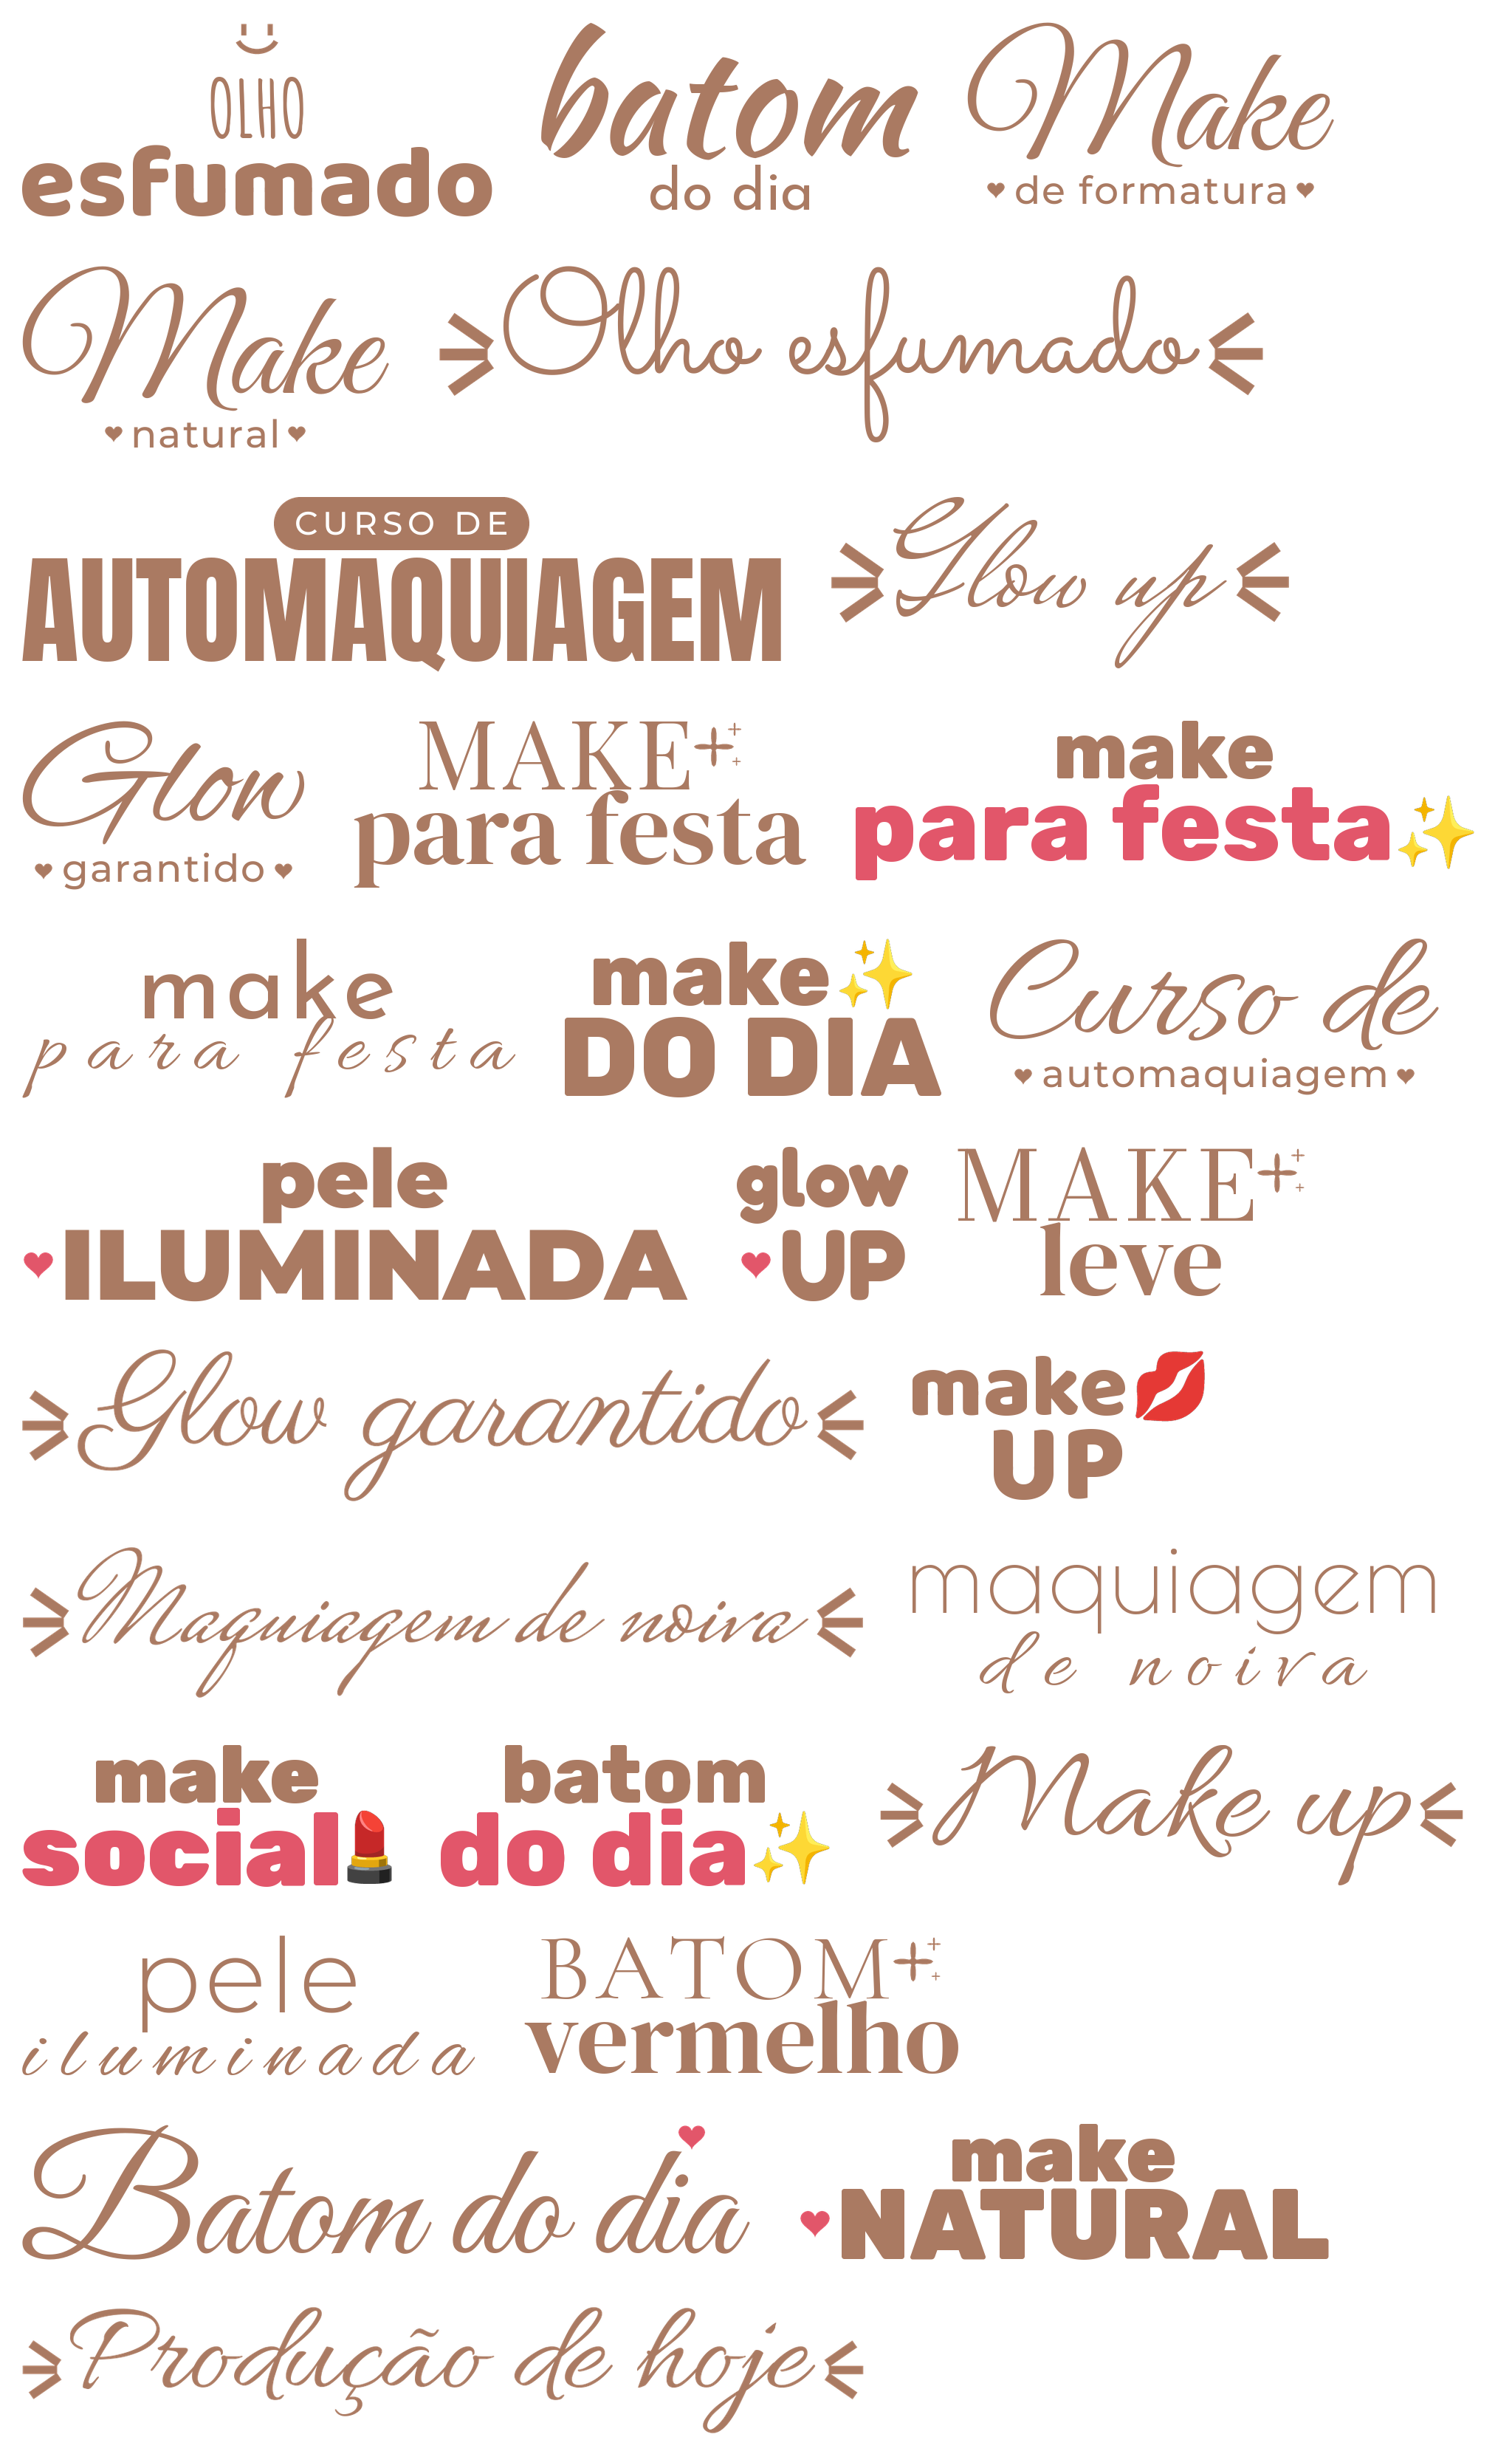 OLHO
esfumado
batom
do dia
Make
de formatura
Make
natural
Olho esfumado
CURSO DE
AUTOMAQUIAGEM
Glow up
Glow
garantido
MAKE
para festa
make
para festa
make
para festa
make
DO DIA
Curso de
automaquiagem
pele
ILUMINADA
glow
UP
MAKE
leve
Glow garantido
make
UP
Maquiagem de noiva
maquiagem
de noiva
make
social
batom
do dia
Make up
pele
iluminada
BATOM
vermelho
Batom do dia
make
NATURAL
Produção de hoje